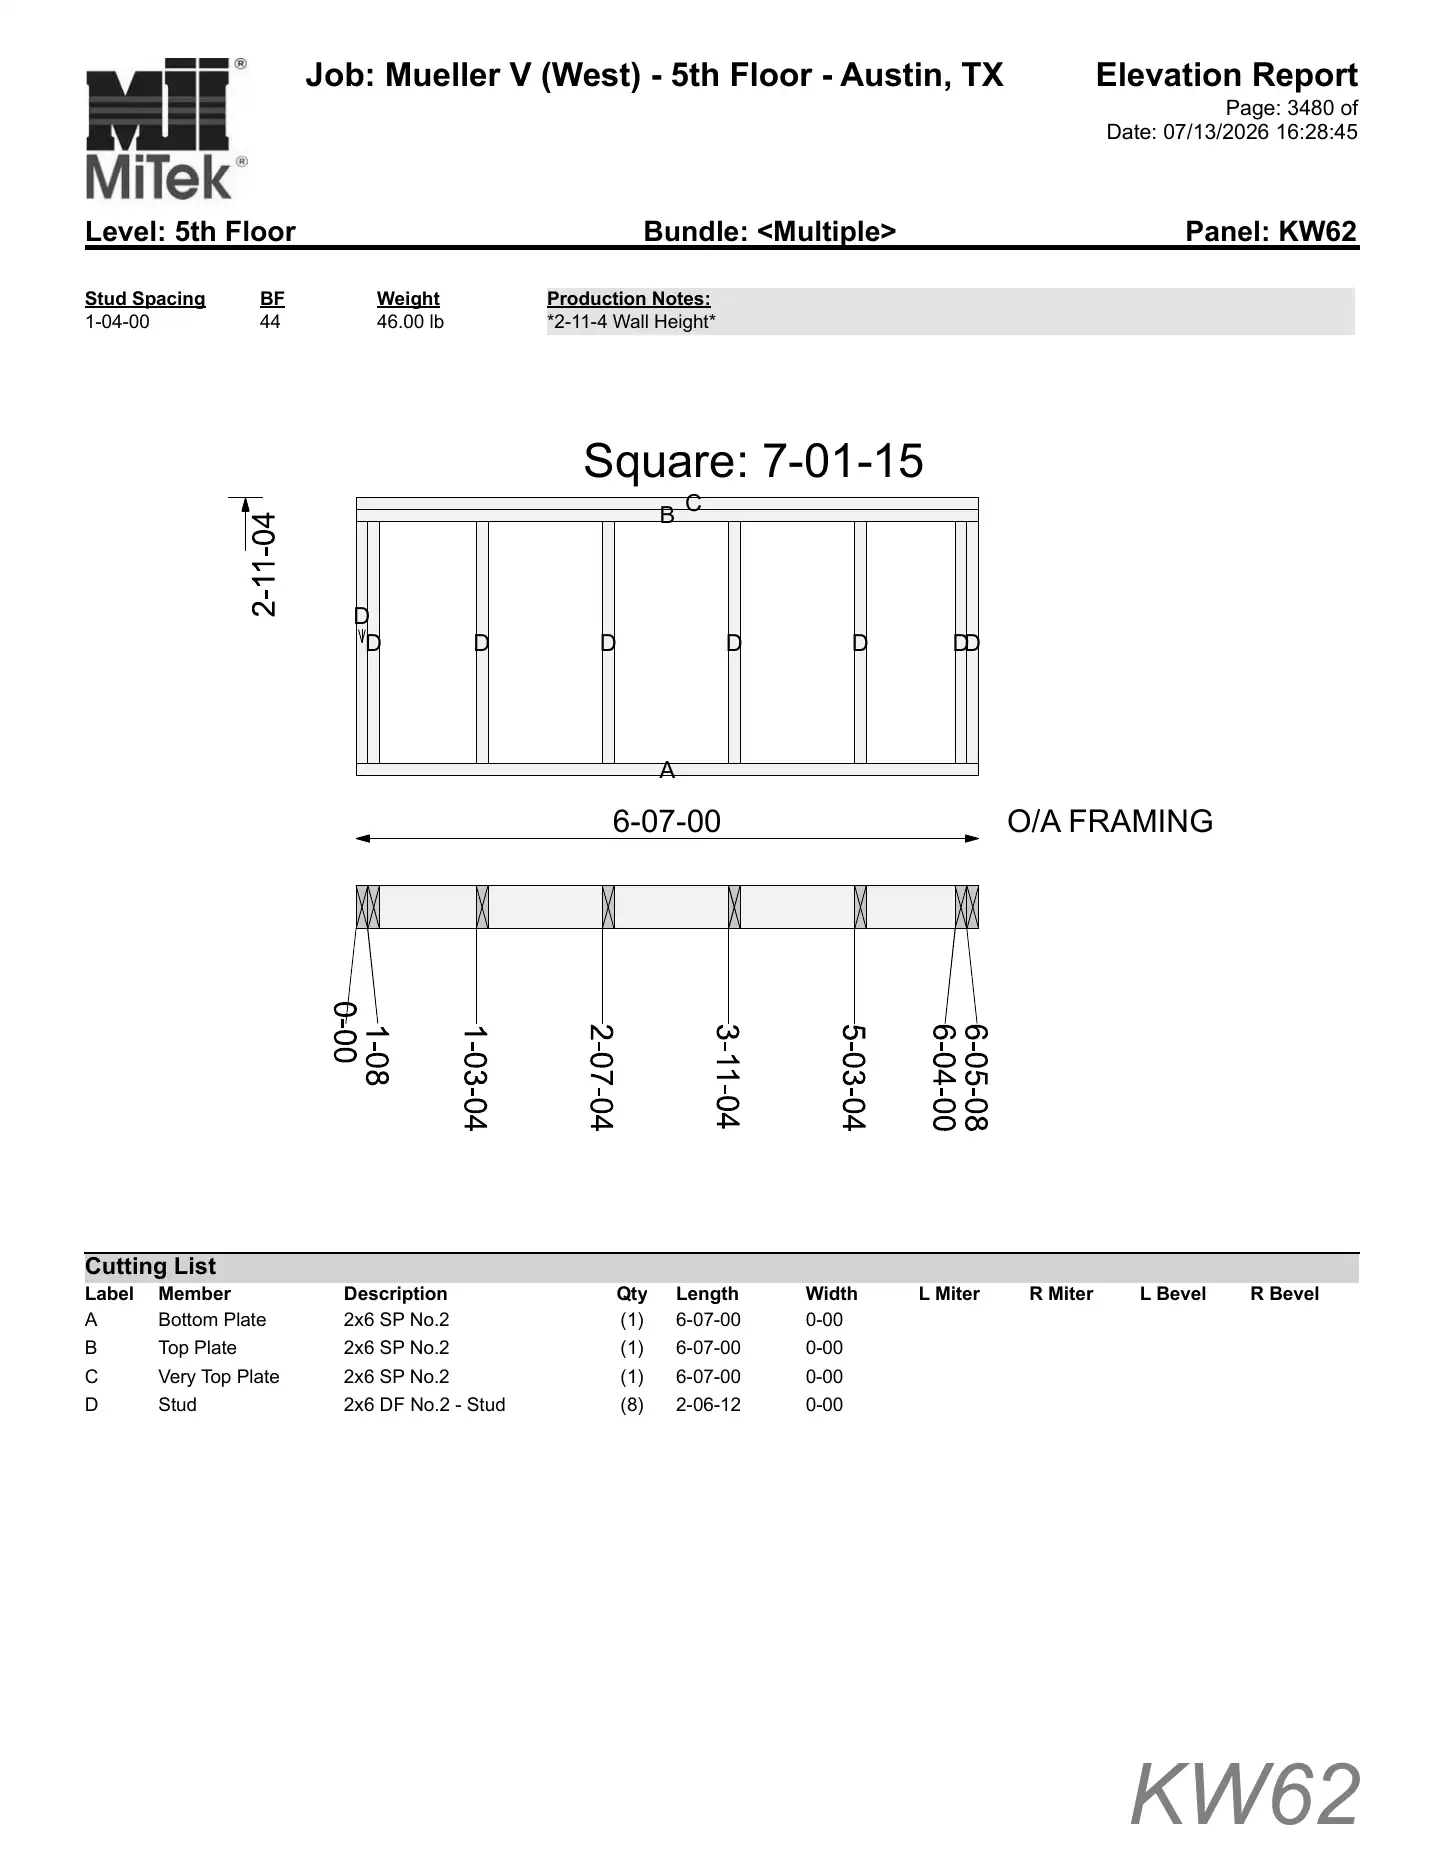 MiTek
®
®
Job: Mueller V (West) - 5th Floor - Austin, TX
Elevation Report
Page: 3480 of
Date: 07/13/2026 16:28:45
Level: 5th Floor Bundle: <Multiple> Panel: KW62
Stud Spacing BF Weight Production Notes:
1-04-00 44 46.00 lb *2-11-4 Wall Height*
Square: 7-01-15
2-11-04
C
B
D
D D D D D D D
A
6-07-00 O/A FRAMING
0-00 1-08 1-03-04 2-07-04 3-11-04 5-03-04 6-04-00 6-05-08
Cutting List
Label Member Description Qty Length Width L Miter R Miter L Bevel R Bevel
A Bottom Plate 2x6 SP No.2 (1) 6-07-00 0-00
B Top Plate 2x6 SP No.2 (1) 6-07-00 0-00
C Very Top Plate 2x6 SP No.2 (1) 6-07-00 0-00
D Stud 2x6 DF No.2 - Stud (8) 2-06-12 0-00
KW62